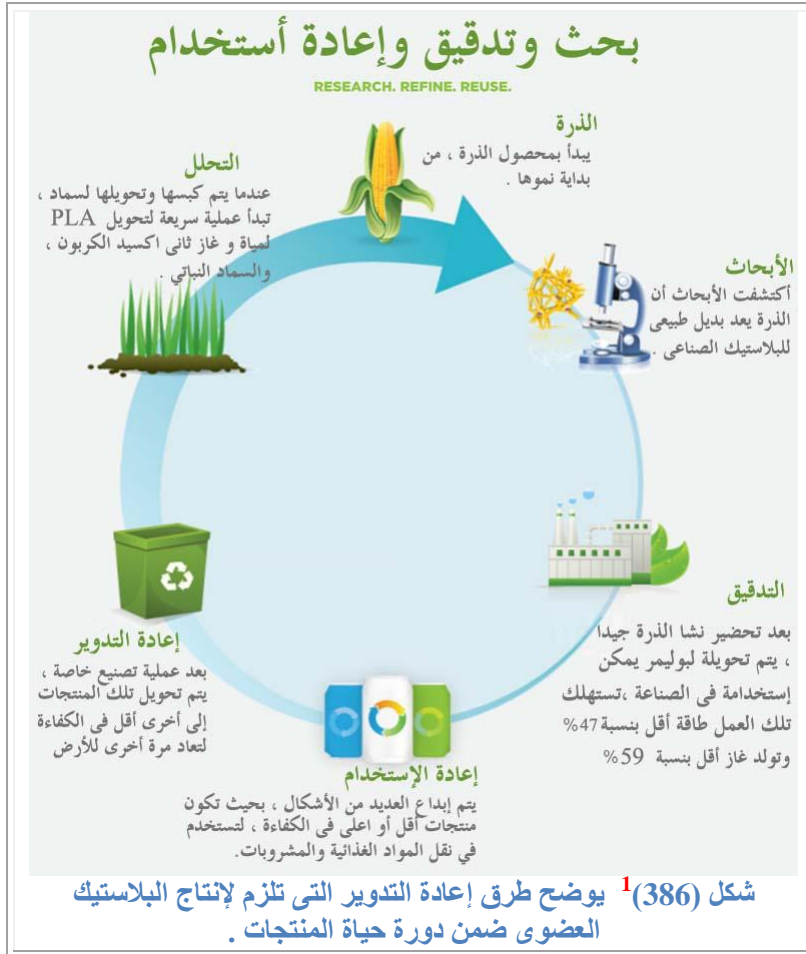 بحث وتدقيق وإعادة أستخدام
RESEARCH. REFINE. REUSE.
الذرة
يبدأ بمحصول الذرة ، من
بداية نموها .
الأبحاث
أكتشفت الأبحاث أن
الذرة يعد بديل طبيعى
للبلاستيك الصناعى .
التدقيق
بعد تحضير نشا الذرة جيدا
، يتم تحويلة لبوليمر يمكن
إستخدامة فى الصناعة ،تستهلك
تلك العمل طاقة أقل بنسبة 47%
وتولد غاز أقل بنسبة 59%
إعادة الإستخدام
يتم إبداع العديد من الأشكال ، بحيث تكون
منتجات أقل أو اعلى فى الكفاءة ، لتستخدم
في نقل المواد الغذائية والمشروبات.
إعادة التدوير
بعد عملية تصنيع خاصة ،
يتم تحويل تلك المنتجات
إلى أخرى أقل فى الكفاءة
لتعاد مرة أخرى للأرض
التحلل
عندما يتم كبسها وتحويلها لسماد ،
تبدأ عملية سريعة لتحويل PLA
لمياة و غاز ثانى اكسيد الكربون ،
والسماد النباتي .
شكل (386)1 يوضح طرق إعادة التدوير التى تلزم لإنتاج البلاستيك
العضوى ضمن دورة حياة المنتجات .